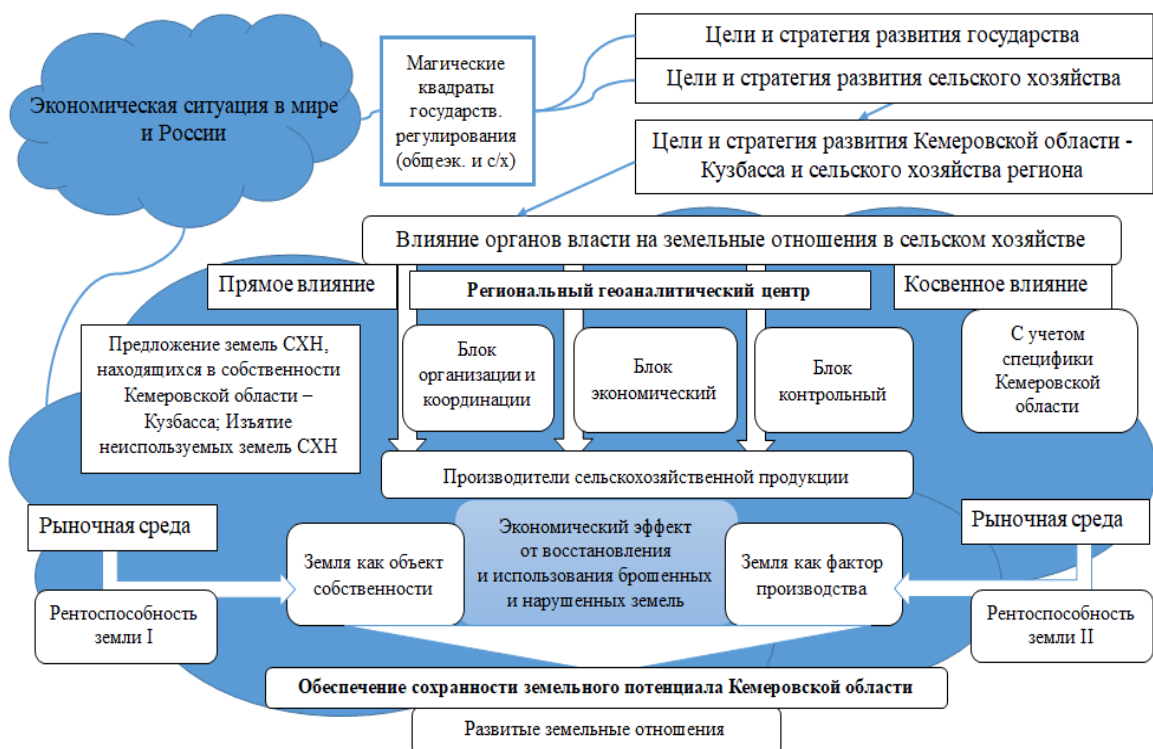 Цели и стратегия развития государства
Цели и стратегия развития сельского хозяйства
Магические
квадраты
государств.
регулирования
(общеэк. и с/х)
Экономическая ситуация в мире
и России
Цели и стратегия развития Кемеровской области -
Кузбасса и сельского хозяйства региона
Влияние органов власти на земельные отношения в сельском хозяйстве
Прямое влияние
Региональный геоаналитический центр
Косвенное влияние
Предложение земель СХН,
находящихся в собственности
Кемеровской области –
Кузбасса; Изъятие
неиспользуемых земель СХН
Блок
организации и
координации
Блок
экономический
Блок
контрольный
С учетом
специфики
Кемеровской
области
Производители сельскохозяйственной продукции
Рыночная среда
Земля как объект
собственности
Экономический эффект
от восстановления
и использования брошенных
и нарушенных земель
Земля как фактор
производства
Рыночная среда
Рентоспособность
земли I
Рентоспособность
земли II
Обеспечение сохранности земельного потенциала Кемеровской области
Развитые земельные отношения